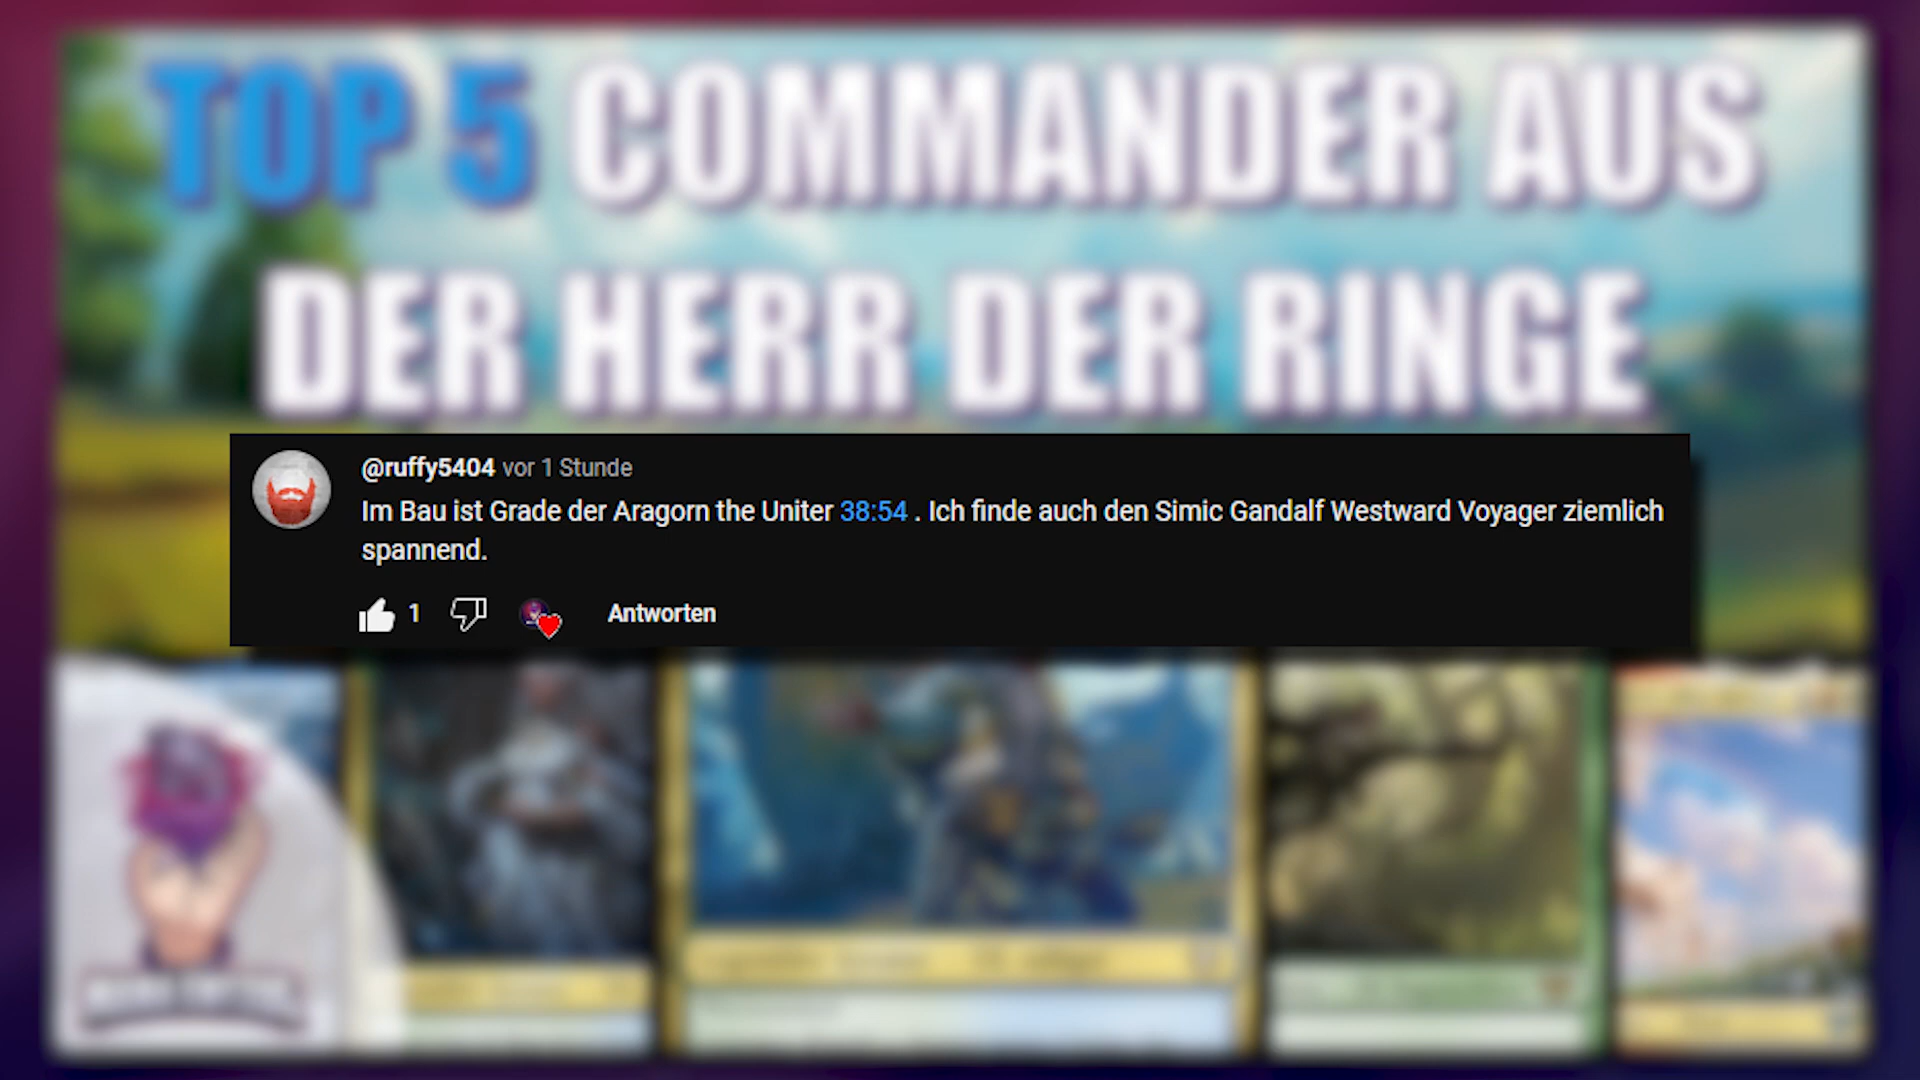 TOP 5 COMMANDER AUS
DER HERR DER RINGE
@ruffy5404 vor 1 Stunde
Im Bau ist Grade der Aragorn the Uniter 38:54 . Ich finde auch den Simic Gandalf Westward Voyager ziemlich
spannend.
1 Antworten